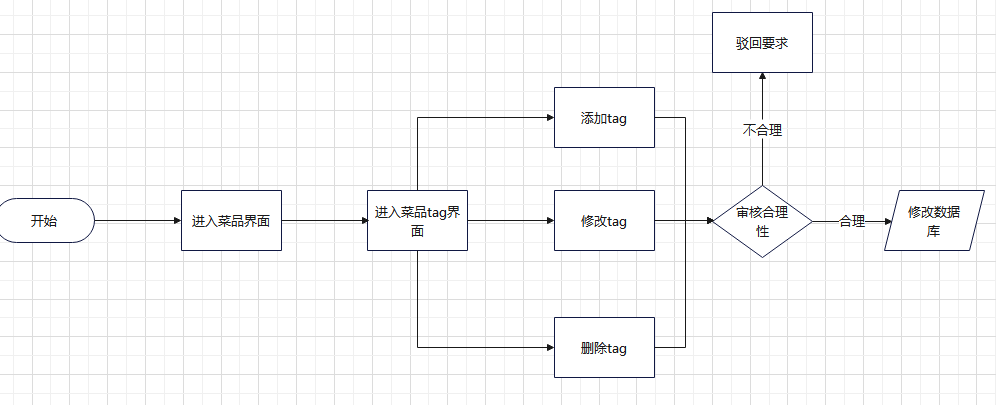 驳回要求
添加tag
不合理
开始
进入菜品界面
进入菜品tag界
面
修改tag
审核合理
性
合理
修改数据
库
删除tag